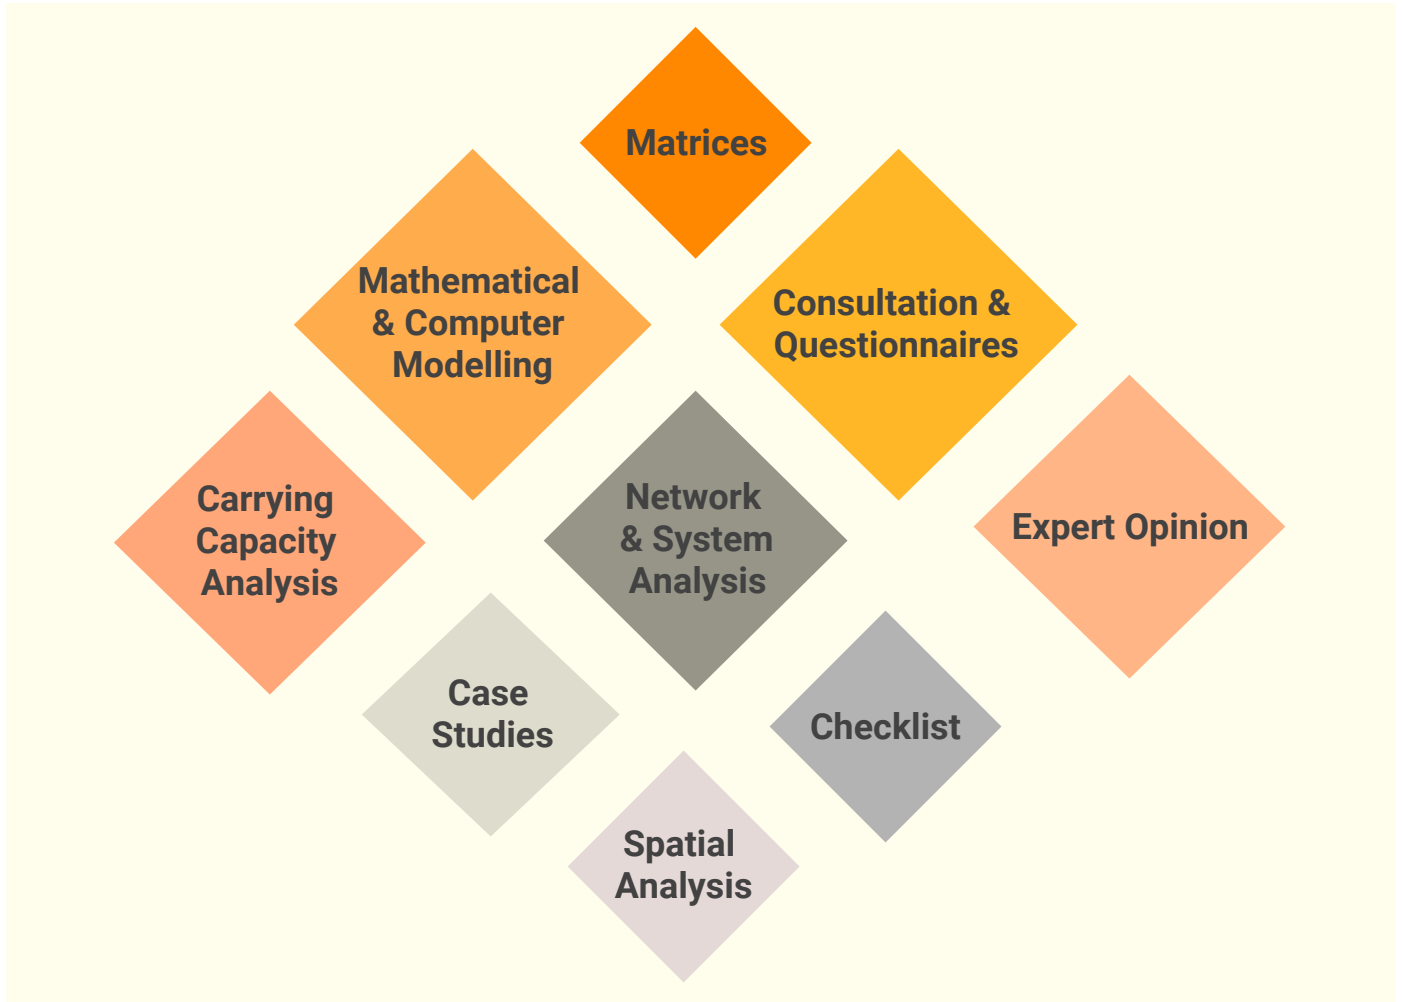 Matrices
Mathematical
& Computer
Modelling
Consultation &
Questionnaires
Carrying
Capacity
Analysis
Network
& System
Analysis
Expert Opinion
Case
Studies
Checklist
Spatial
Analysis